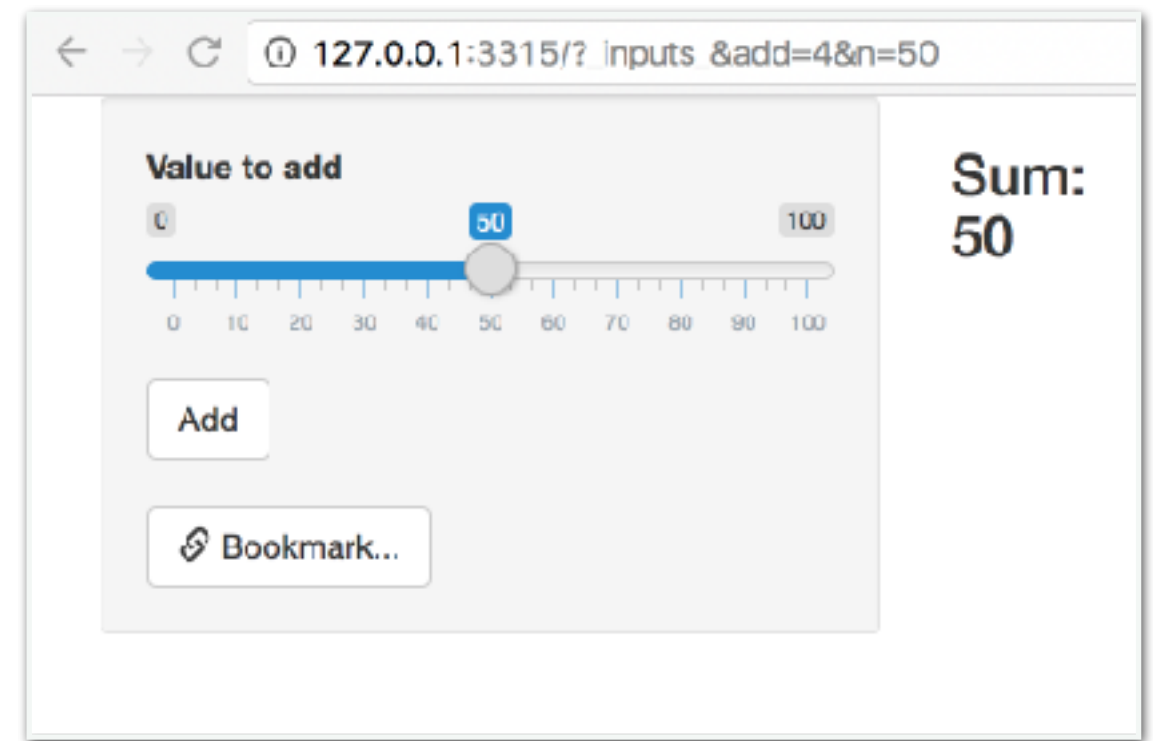 127.0.0.1:3315/?_inputs_&add=4&n=50
Value to add
0 50 100
0 10 20 30 40 50 60 70 80 90 100
Add
Bookmark...
Sum:
50